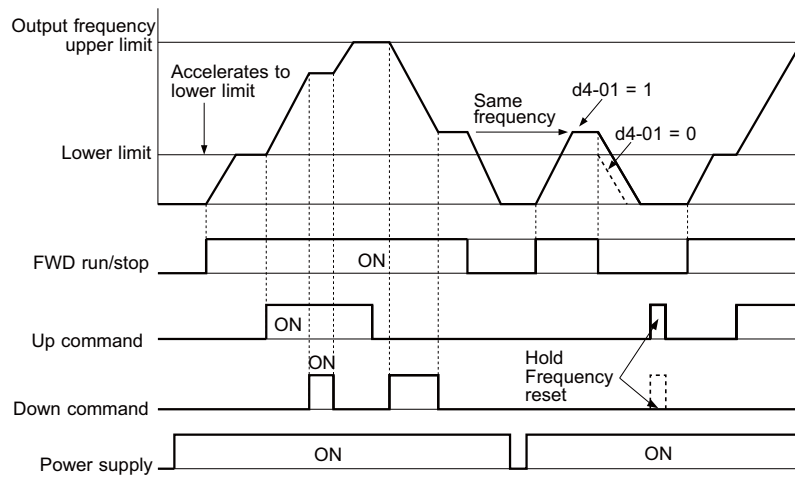 Output frequency
upper limit
Accelerates to
lower limit
Same
frequency
d4-01 = 1
d4-01 = 0
Lower limit
FWD run/stop
ON
Up command
ON
ON
Hold
Frequency
reset
Down command
Power supply
ON
ON